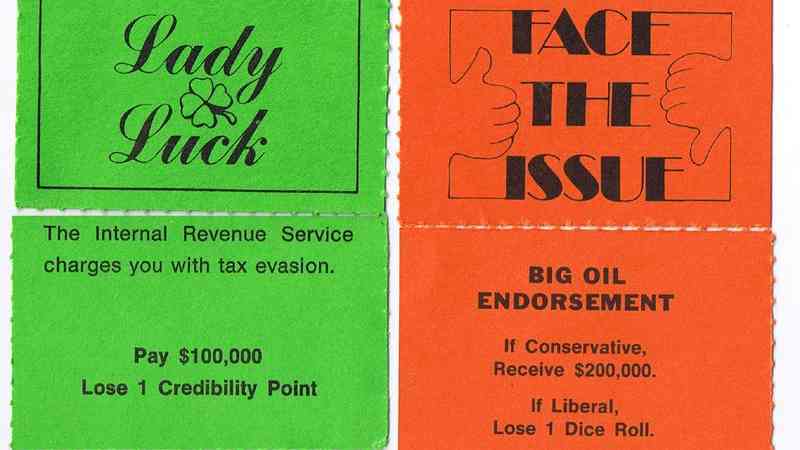 Lady
Luck
FACE
THE
ISSUE
The Internal Revenue Service
charges you with tax evasion.
Pay $100,000
Lose 1 Credibility Point
BIG OIL
ENDORSEMENT
If Conservative,
Receive $200,000.
If Liberal,
Lose 1 Dice Roll.